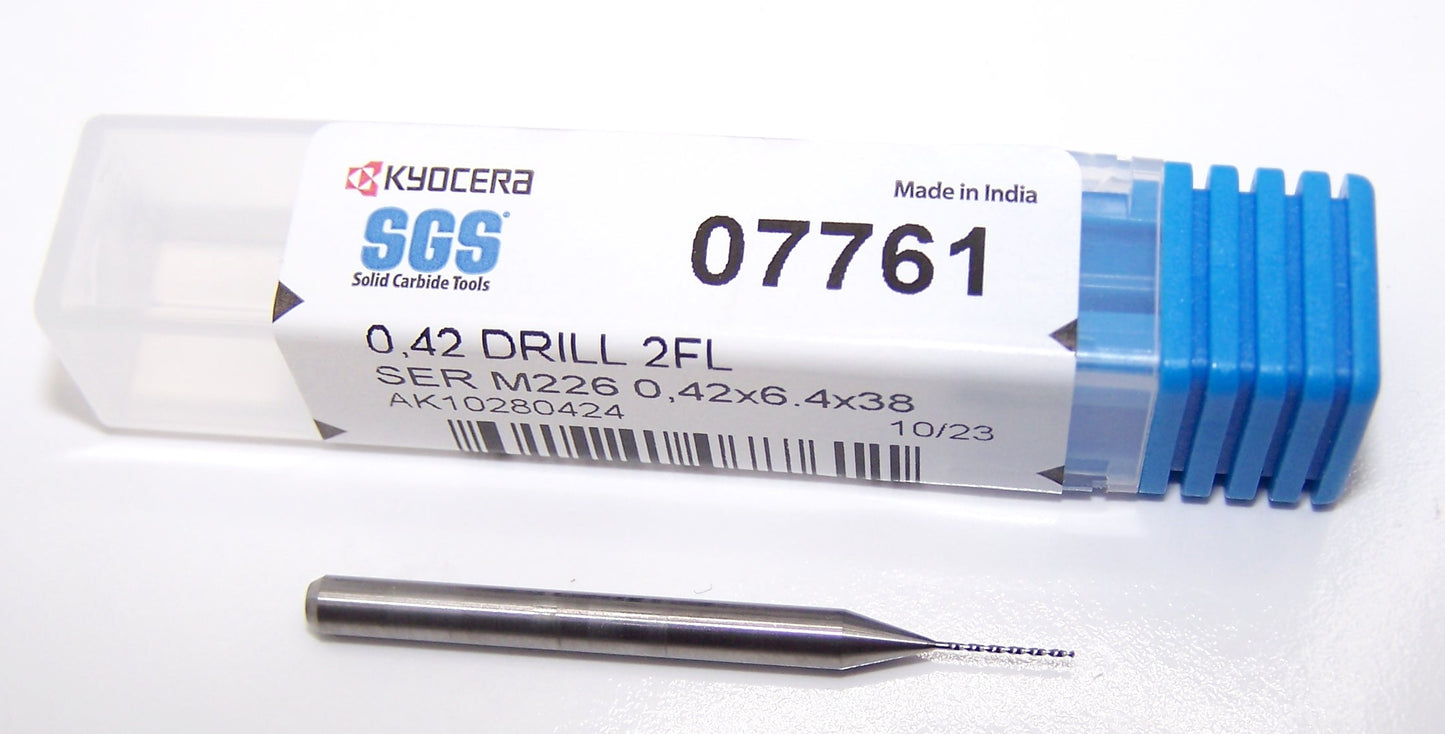 KYOCERA
SGS
Solid Carbide Tools
Made in India
07761
0,42 DRILL 2FL
SER M226 0,42x6.4x38
AK10280424
10/23